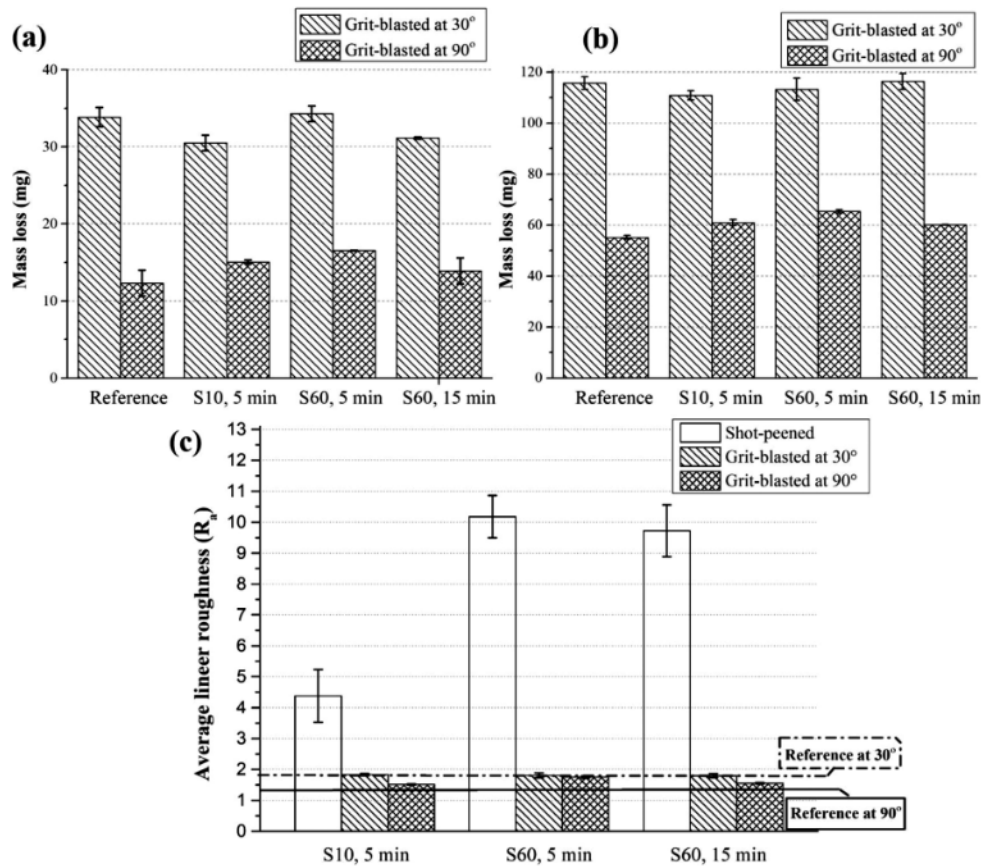 (a)
Grit-blasted at 30°
Grit-blasted at 90°
Mass loss (mg)
40
30
20
10
0
Reference
S10, 5 min
S60, 5 min
S60, 15 min
(b)
Grit-blasted at 30°
Grit-blasted at 90°
Mass loss (mg)
120
100
80
60
40
20
0
Reference
S10, 5 min
S60, 5 min
S60, 15 min
(c)
Shot-peened
Grit-blasted at 30°
Grit-blasted at 90°
Average lineer roughness (Ra)
13
12
11
10
9
8
7
6
5
4
3
2
1
0
Reference at 30°
Reference at 90°
S10, 5 min
S60, 5 min
S60, 15 min